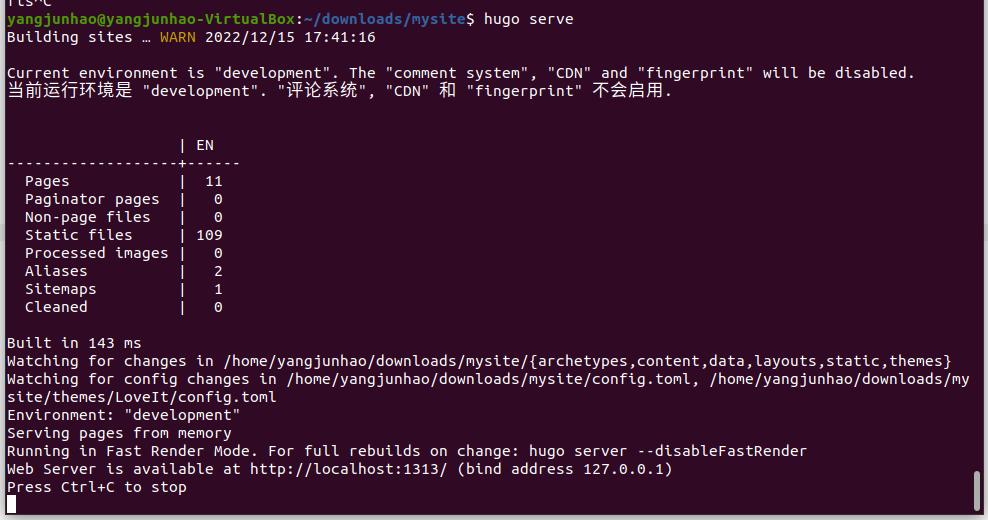 yangjunhao@yangjunhao-VirtualBox:~/downloads/mysite$ hugo serve
Building sites … WARN 2022/12/15 17:41:16
Current environment is "development". The "comment system", "CDN" and "fingerprint" will be disabled.
当前运行环境是 "development". "评论系统", "CDN" 和 "fingerprint" 不会启用.
| EN
-------------------+------
Pages | 11
Paginator pages | 0
Non-page files | 0
Static files | 109
Processed images | 0
Aliases | 2
Sitemaps | 1
Cleaned | 0
Built in 143 ms
Watching for changes in /home/yangjunhao/downloads/mysite/{archetypes,content,data,layouts,static,themes}
Watching for config changes in /home/yangjunhao/downloads/mysite/config.toml, /home/yangjunhao/downloads/my
site/themes/LoveIt/config.toml
Environment: "development"
Serving pages from memory
Running in Fast Render Mode. For full rebuilds on change: hugo server --disableFastRender
Web Server is available at http://localhost:1313/ (bind address 127.0.0.1)
Press Ctrl+C to stop